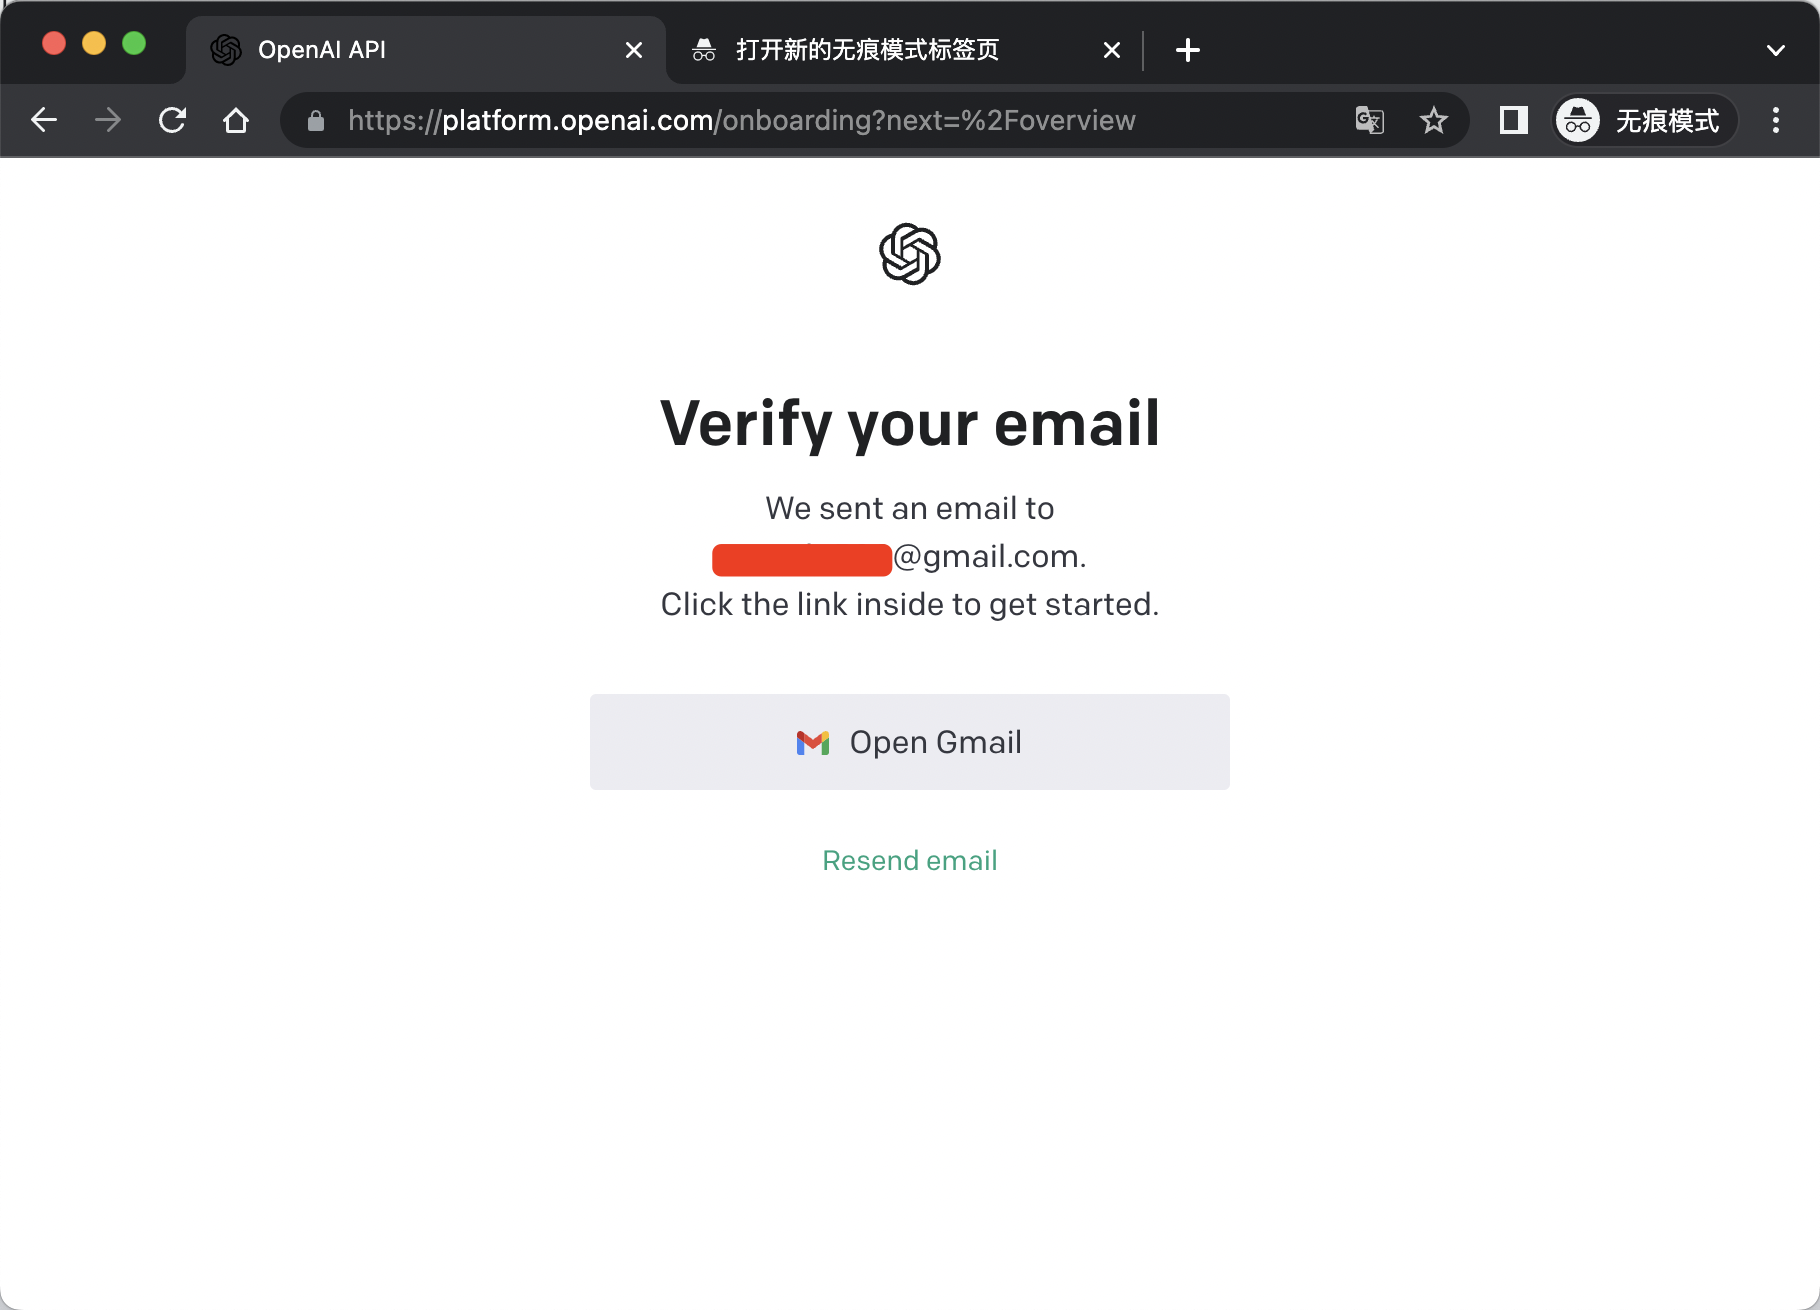 OpenAI API
打开新的无痕模式标签页
https://platform.openai.com/onboarding?next=%2Foverview
无痕模式
Verify your email
We sent an email to
@gmail.com.
Click the link inside to get started.
Open Gmail
Resend email